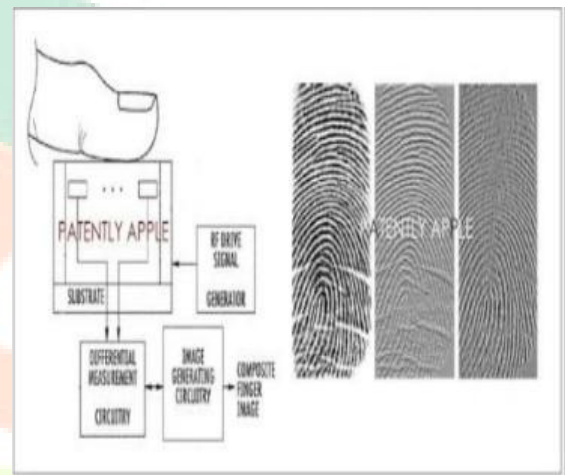 PATENTLY APPLE
SUBSTRATE
RF DRIVE
SIGNAL
GENERATOR
DIFFERENTIAL
MEASUREMENT
CIRCUITRY
IMAGE
GENERATING
CIRCUITRY
COMPOSITE
FINGER
IMAGE
PATENTLY APPLE